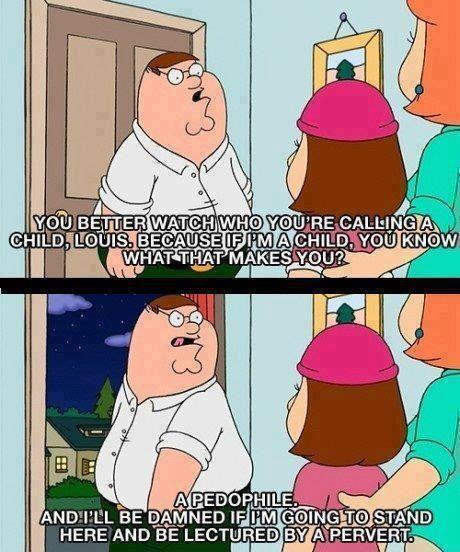 YOU BETTER WATCH WHO YOU'RE CALLING A
CHILD, LOUIS. BECAUSE IF I'M A CHILD, YOU KNOW
WHAT THAT MAKES YOU?
A PEDOPHILE.
AND I'LL BE DAMNED IF I'M GOING TO STAND
HERE AND BE LECTURED BY A PERVERT.